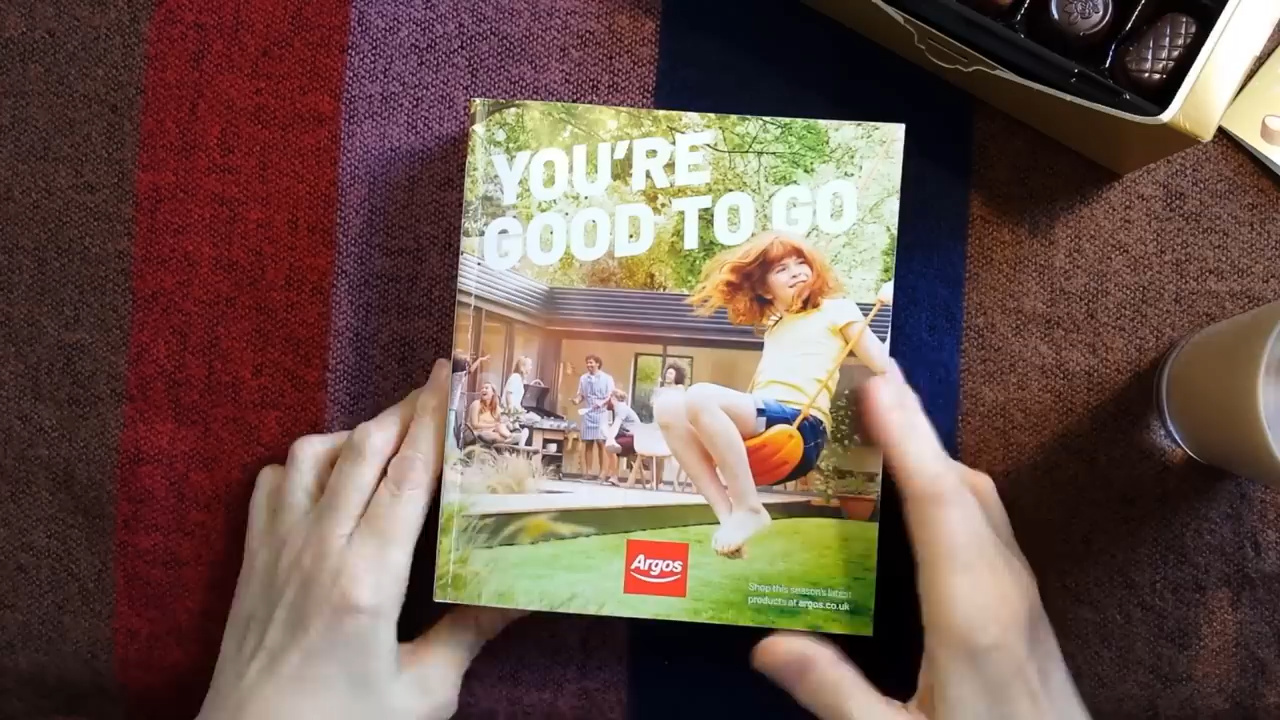 YOU'RE
GOOD TO GO
Argos
Shop this season's latest
products at argos.co.uk